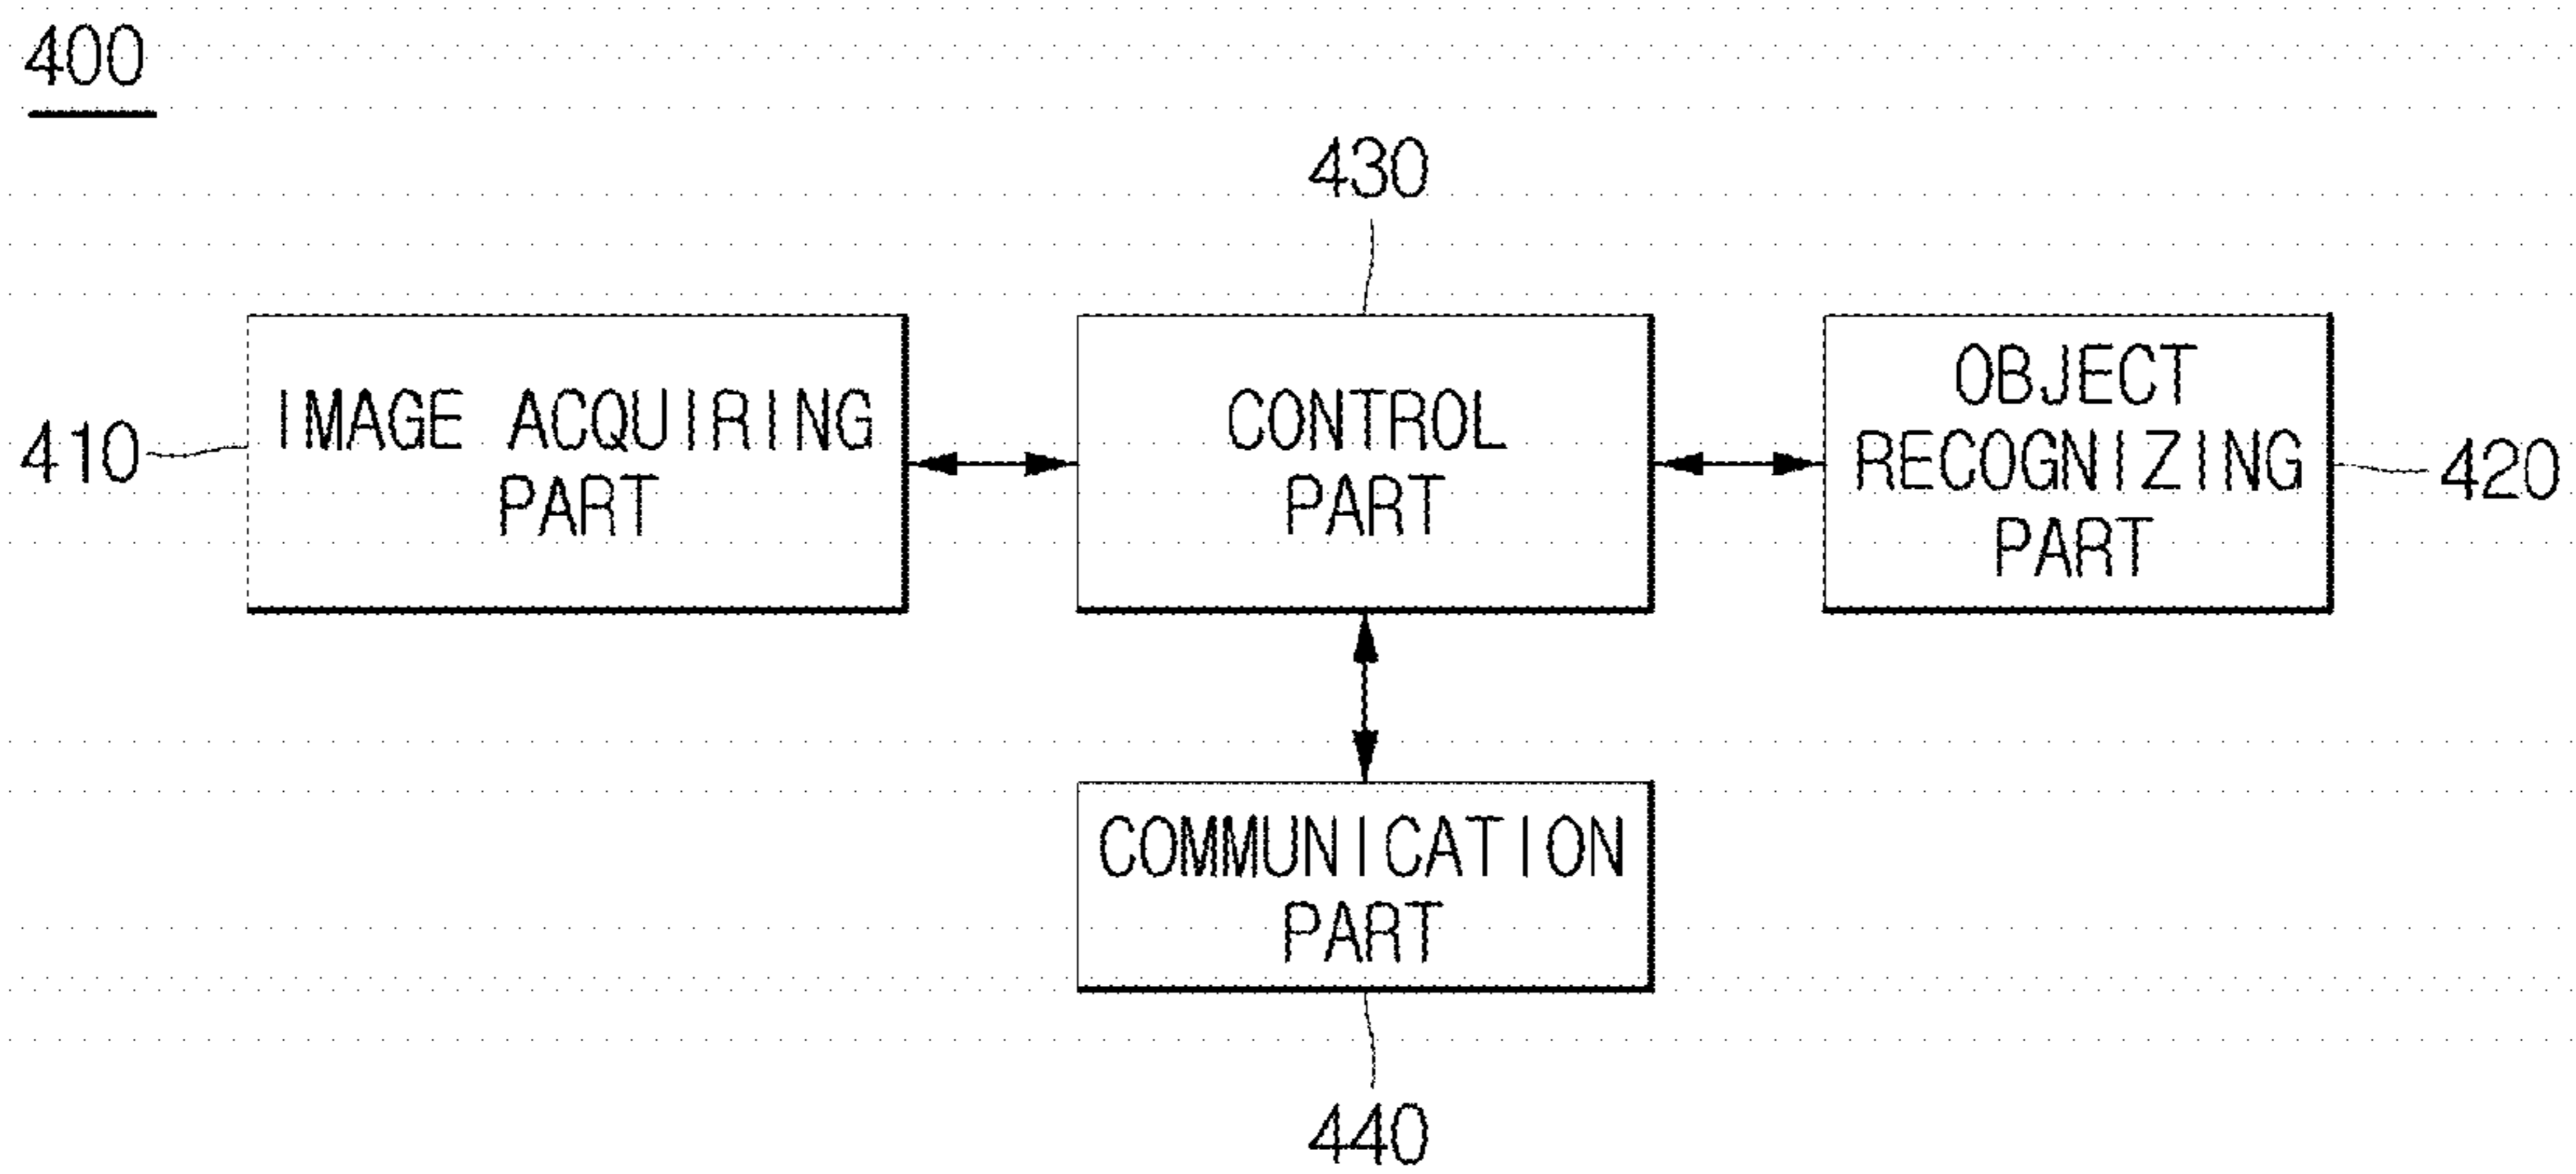 400
430
410
IMAGE ACQUIRING
PART
CONTROL
PART
OBJECT
RECOGNIZING
PART
420
COMMUNICATION
PART
440